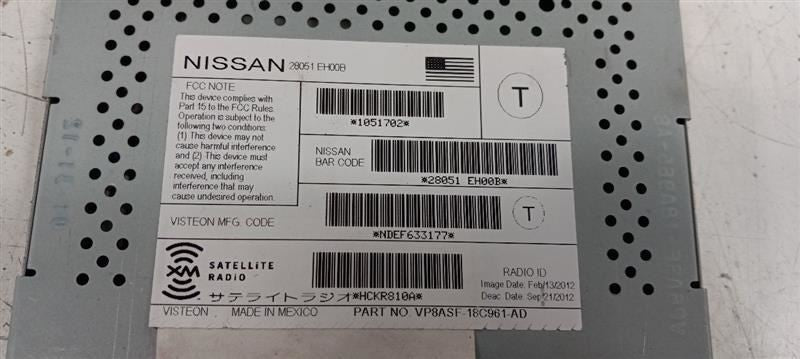 NISSAN 28051 EH00B
FCC NOTE
This device complies with
Part 15 to the FCC Rules.
Operation is subject to the
following two conditions:
(1) This device may not
cause harmful interference
and (2) This device must
accept any interference
received, including
interference that may
cause undesired operation.
*1051702*
T
NISSAN
BAR CODE
*28051 EH00B*
VISTEON MFG. CODE
*NDEF633177*
T
XM
SATELLITE
RADIO
サテライトラジオ *HCKR810A*
RADIO ID
Image Date: Feb/13/2012
Deac Date: Sep/21/2012
VISTEON MADE IN MEXICO PART NO VP8ASF-18C961-AD